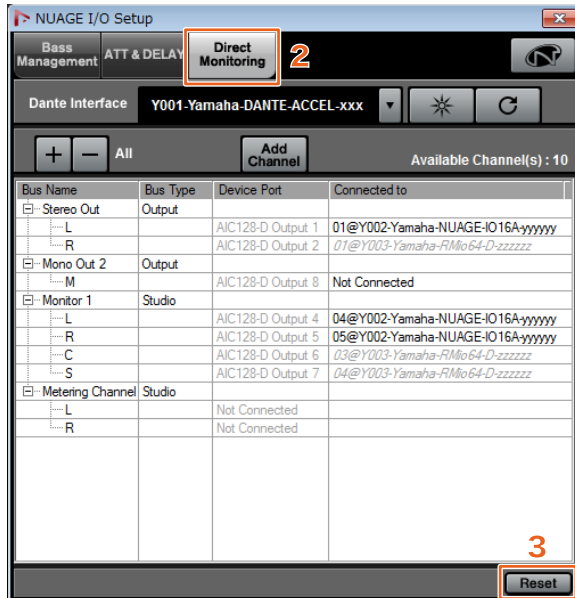 NUAGE I/O Setup
Bass Management ATT & DELAY Direct Monitoring 2
Dante Interface Y001-Yamaha-DANTE-ACCEL-xxx
All Add Channel Available Channel(s) : 10
Bus Name Bus Type Device Port Connected to
Stereo Out Output
L AIC128-D Output 1 01@Y002-Yamaha-NUAGE-IO16A-yyyyyy
R AIC128-D Output 2 01@Y003-Yamaha-RMio64-D-zzzzzz
Mono Out 2 Output
M AIC128-D Output 8 Not Connected
Monitor 1 Studio
L AIC128-D Output 4 04@Y002-Yamaha-NUAGE-IO16A-yyyyyy
R AIC128-D Output 5 05@Y002-Yamaha-NUAGE-IO16A-yyyyyy
C AIC128-D Output 6 03@Y003-Yamaha-RMio64-D-zzzzzz
S AIC128-D Output 7 04@Y003-Yamaha-RMio64-D-zzzzzz
Metering Channel Studio
L Not Connected
R Not Connected
3
Reset